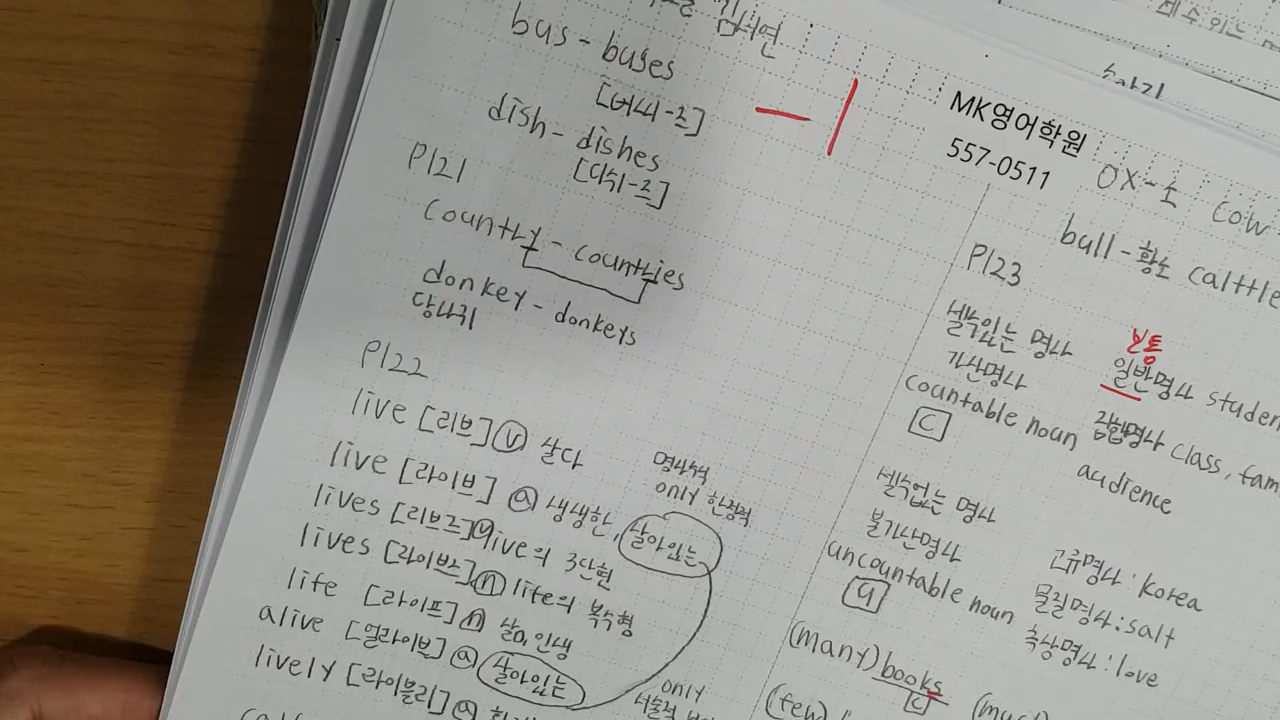 bus - buses
[버씨-즈]
dish - dishes
[디쉬-즈]
P121
country - countries
donkey - donkeys
당나귀
P122
live [리브] ⓥ 살다
live [라이브] ⓐ 생생한, 살아있는
명사수식
only 한정적
lives [리브즈] ⓥ live의 3단현
lives [라이브즈] ⓝ life의 복수형
life [라이프] ⓝ 삶, 인생
alive [얼라이브] ⓐ 살아있는
lively [라이블리] ⓐ
only
MK영어학원
557-0511
ox - 소 cow
bull - 황소 calttle
P123
셀수있는 명사
가산명사
countable noun
C
보통
일반명사 studen
집합명사 class, fam
audience
셀수없는 명사
불가산명사
uncountable noun
U
고유명사 : Korea
물질명사 : salt
추상명사 : love
(many) books
C
(few)